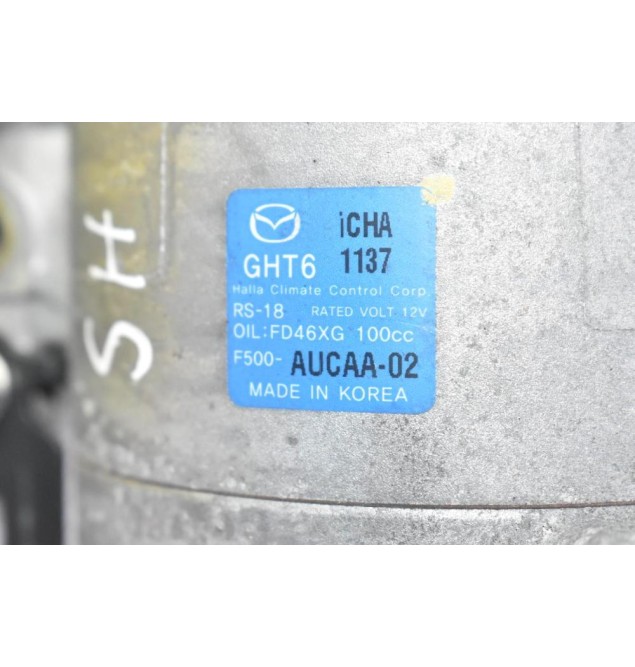 SH
iCHA
GHT6 1137
Halla Climate Control Corp.
RS-18 RATED VOLT 12V
OIL:FD46XG 100cc
F500-AUCAA-02
MADE IN KOREA